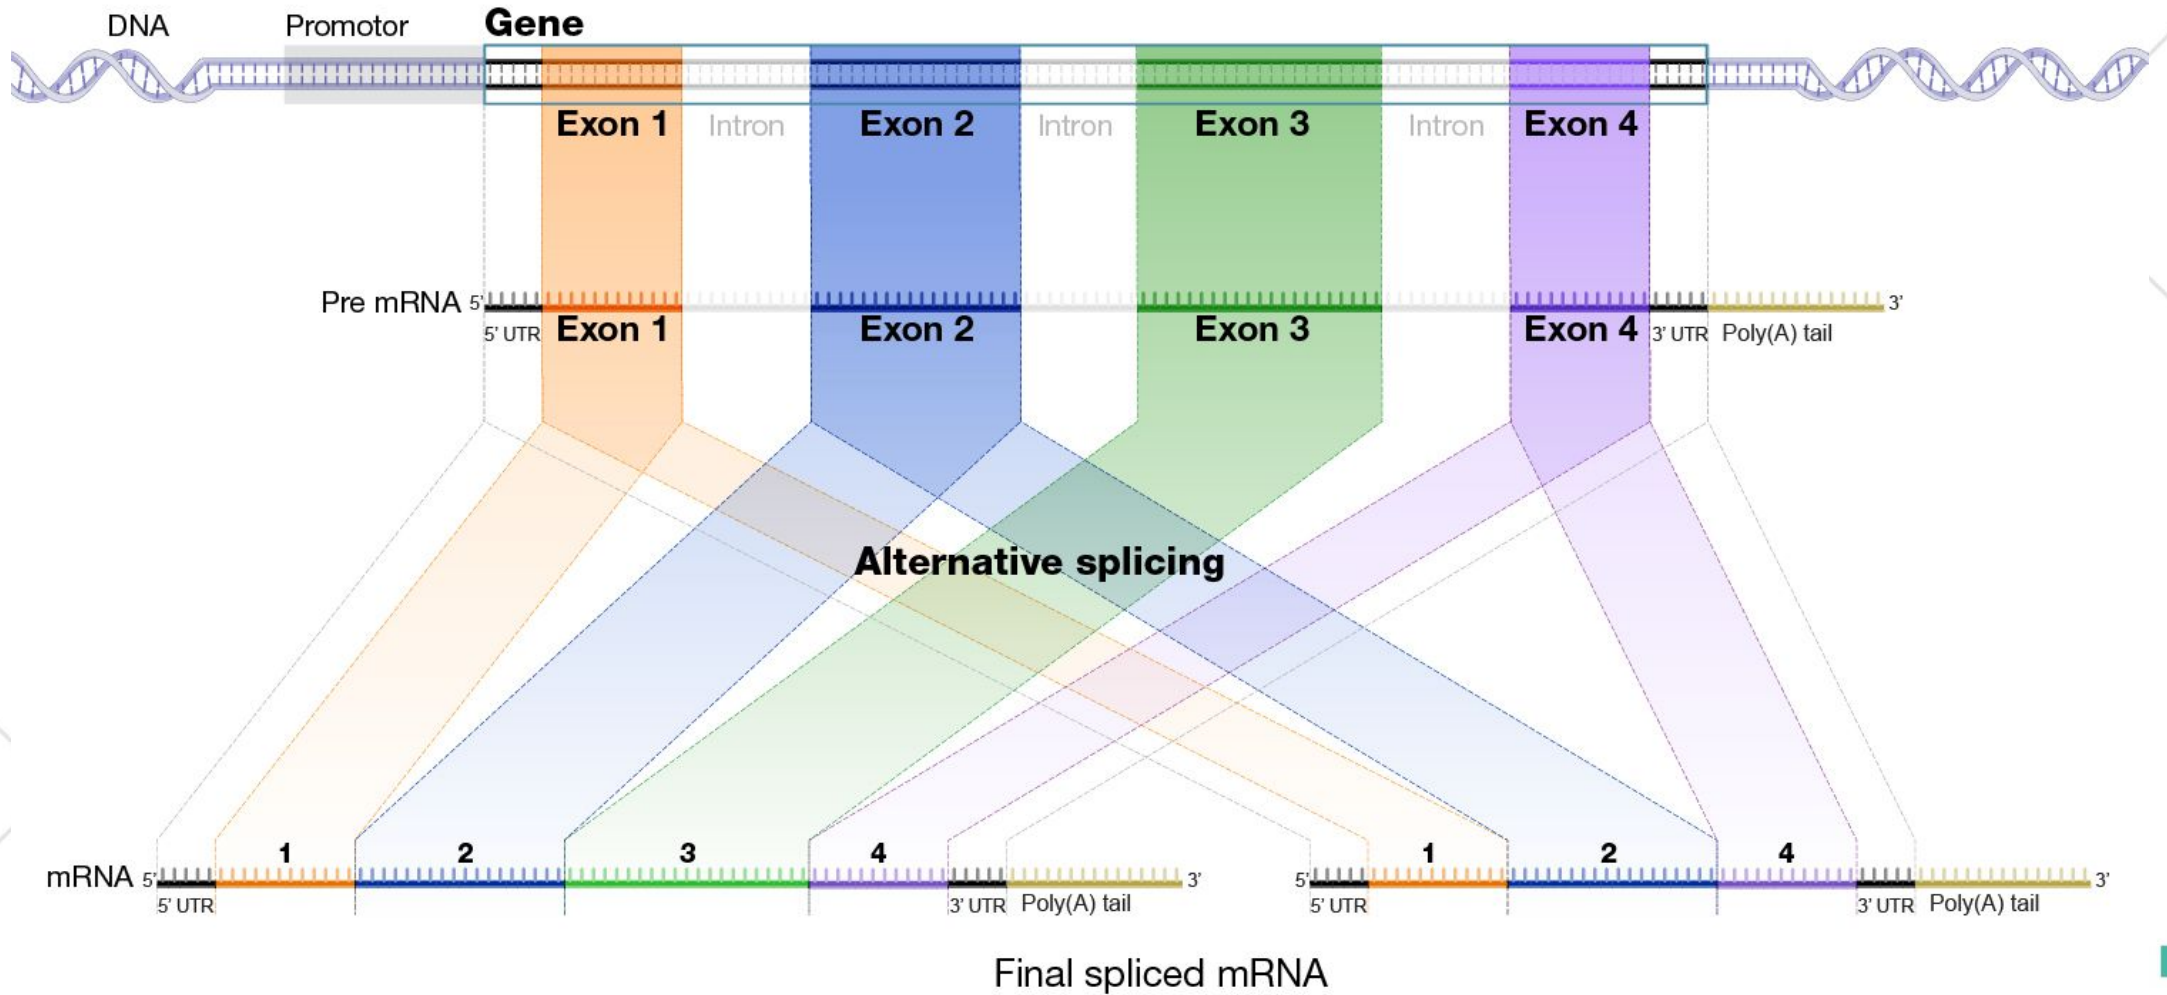 DNA
Promotor
Gene
Exon 1 Intron Exon 2 Intron Exon 3 Intron Exon 4
Pre mRNA 5' 3'
5' UTR Exon 1 Exon 2 Exon 3 Exon 4 3' UTR Poly(A) tail
Alternative splicing
1 2 3 4 1 2 4
mRNA 5' 3' 5' 3'
5' UTR 3' UTR Poly(A) tail 5' UTR 3' UTR Poly(A) tail
Final spliced mRNA